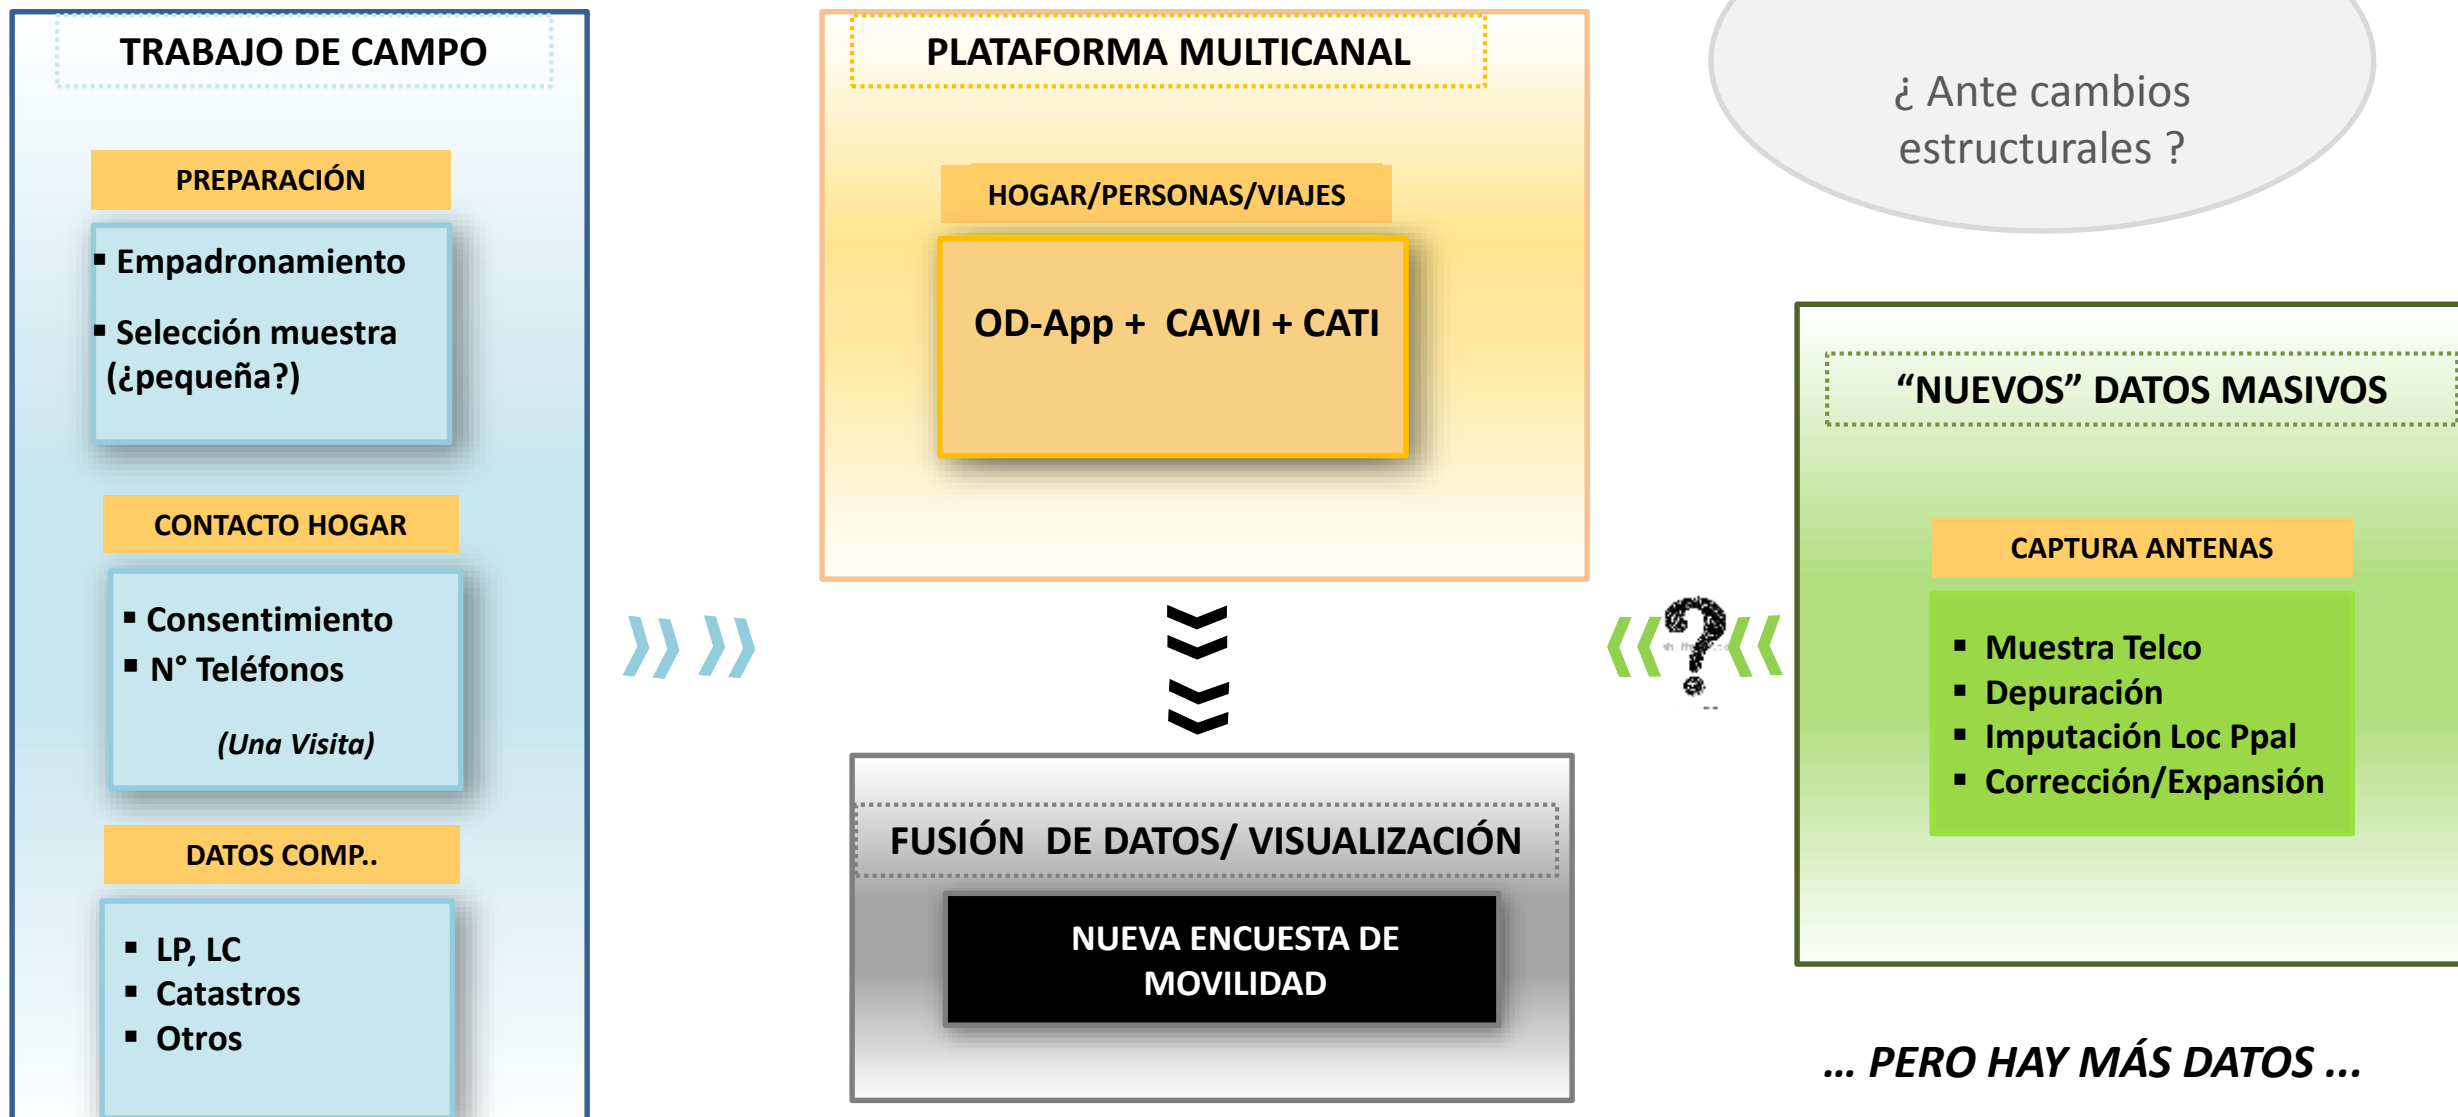 TRABAJO DE CAMPO
PREPARACIÓN
▪ Empadronamiento
▪ Selección muestra
(¿pequeña?)
CONTACTO HOGAR
▪ Consentimiento
▪ N° Teléfonos
(Una Visita)
DATOS COMP..
▪ LP, LC
▪ Catastros
▪ Otros
PLATAFORMA MULTICANAL
HOGAR/PERSONAS/VIAJES
OD-App + CAWI + CATI
FUSIÓN DE DATOS/ VISUALIZACIÓN
NUEVA ENCUESTA DE
MOVILIDAD
¿ Ante cambios
estructurales ?
?
“NUEVOS” DATOS MASIVOS
CAPTURA ANTENAS
▪ Muestra Telco
▪ Depuración
▪ Imputación Loc Ppal
▪ Corrección/Expansión
... PERO HAY MÁS DATOS ...